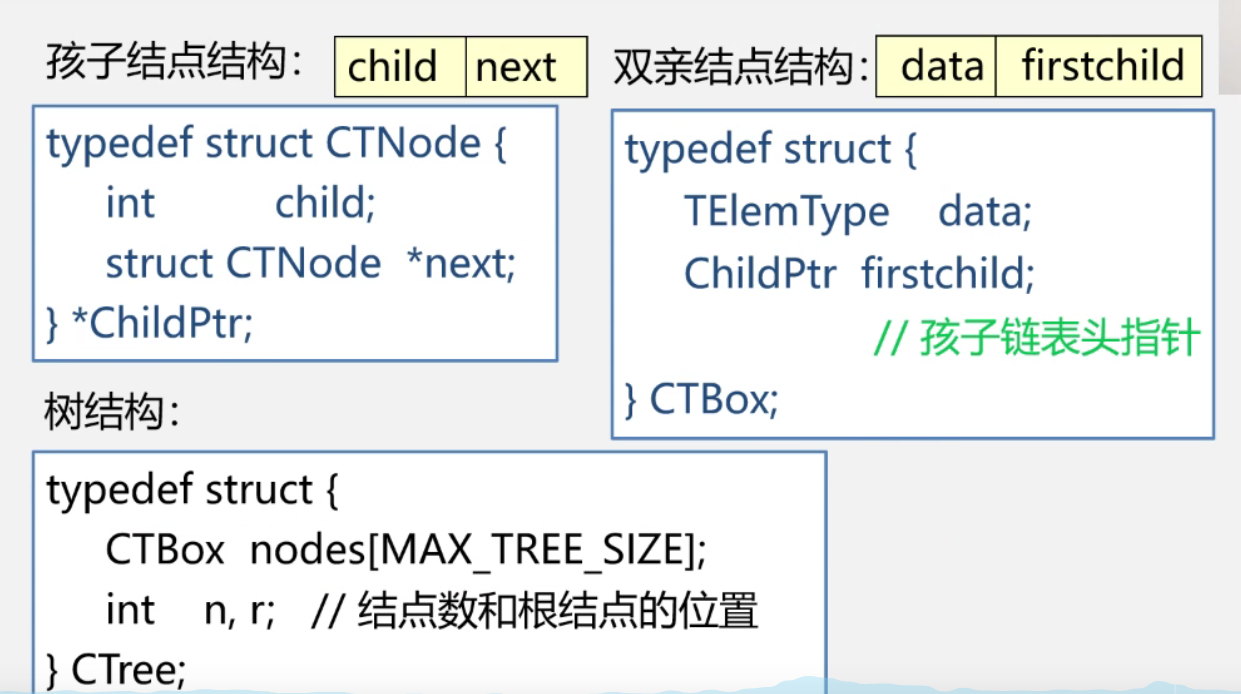 孩子结点结构： child next
typedef struct CTNode {
int child;
struct CTNode *next;
} *ChildPtr;
双亲结点结构： data firstchild
typedef struct {
TElemType data;
ChildPtr firstchild;
// 孩子链表头指针
} CTBox;
树结构：
typedef struct {
CTBox nodes[MAX_TREE_SIZE];
int n, r; // 结点数和根结点的位置
} CTree;